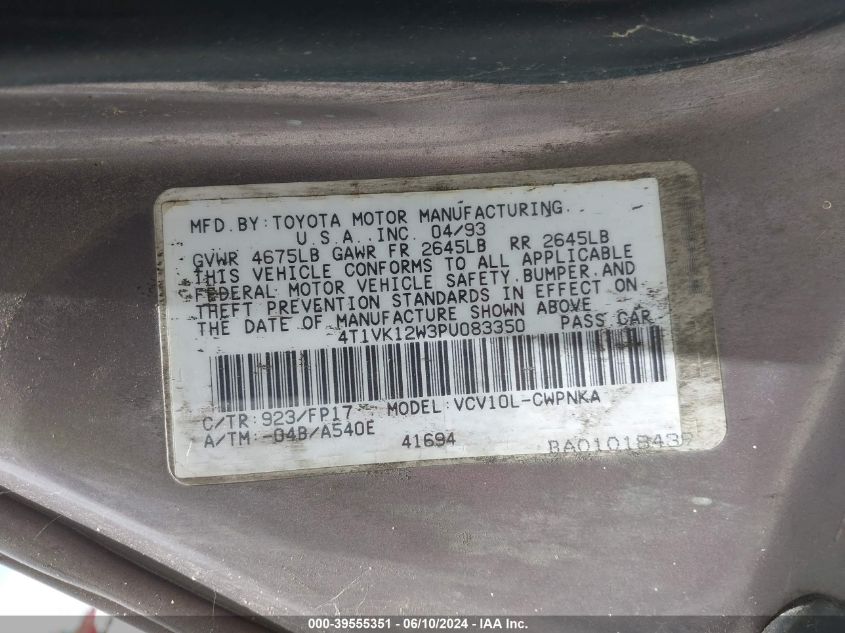 MFD. BY: TOYOTA MOTOR MANUFACTURING
U.S.A., INC. 04/93
GVWR 4675LB GAWR FR 2645LB RR 2645LB
THIS VEHICLE CONFORMS TO ALL APPLICABLE
FEDERAL MOTOR VEHICLE SAFETY, BUMPER, AND
THEFT PREVENTION STANDARDS IN EFFECT ON
THE DATE OF MANUFACTURE SHOWN ABOVE.
4T1VK12W3PU083350 PASS CAR
C/TR: 923/FP17 MODEL: VCV10L-CWPNKA
A/TM: -04B/A540E 41694
000-39555351 - 06/10/2024 - IAAI.com